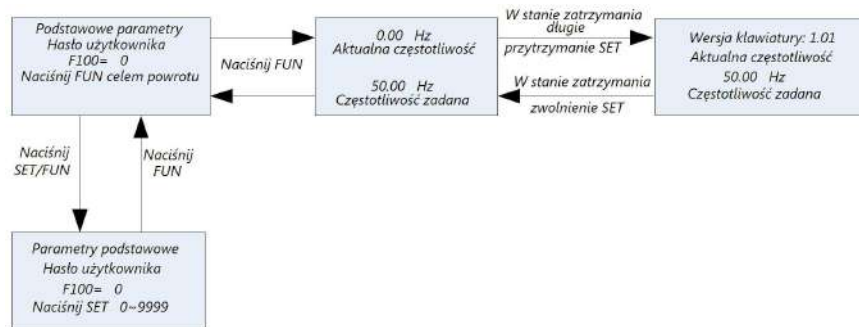 Podstawowe parametry
Hasło użytkownika
F100= 0
Naciśnij FUN celem powrotu
Naciśnij FUN
0.00 Hz
Aktualna częstotliwość
50.00 Hz
Częstotliwość zadana
W stanie zatrzymania
długie
przytrzymanie SET
W stanie zatrzymania
zwolnienie SET
Wersja klawiatury: 1.01
Aktualna częstotliwość
50.00 Hz
Częstotliwość zadana
Naciśnij
SET/FUN
Naciśnij
FUN
Parametry podstawowe
Hasło użytkownika
F100= 0
Naciśnij SET 0~9999